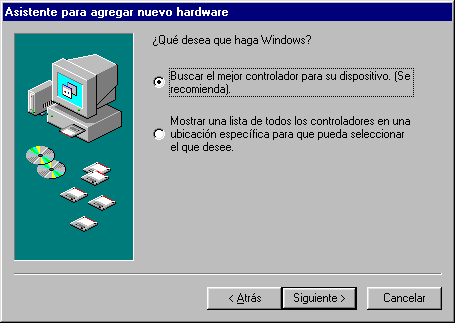 Asistente para agregar nuevo hardware
¿Qué desea que haga Windows?
Buscar el mejor controlador para su dispositivo. (Se
recomienda).
Mostrar una lista de todos los controladores en una
ubicación específica para que pueda seleccionar
el que desee.
< Atrás
Siguiente >
Cancelar